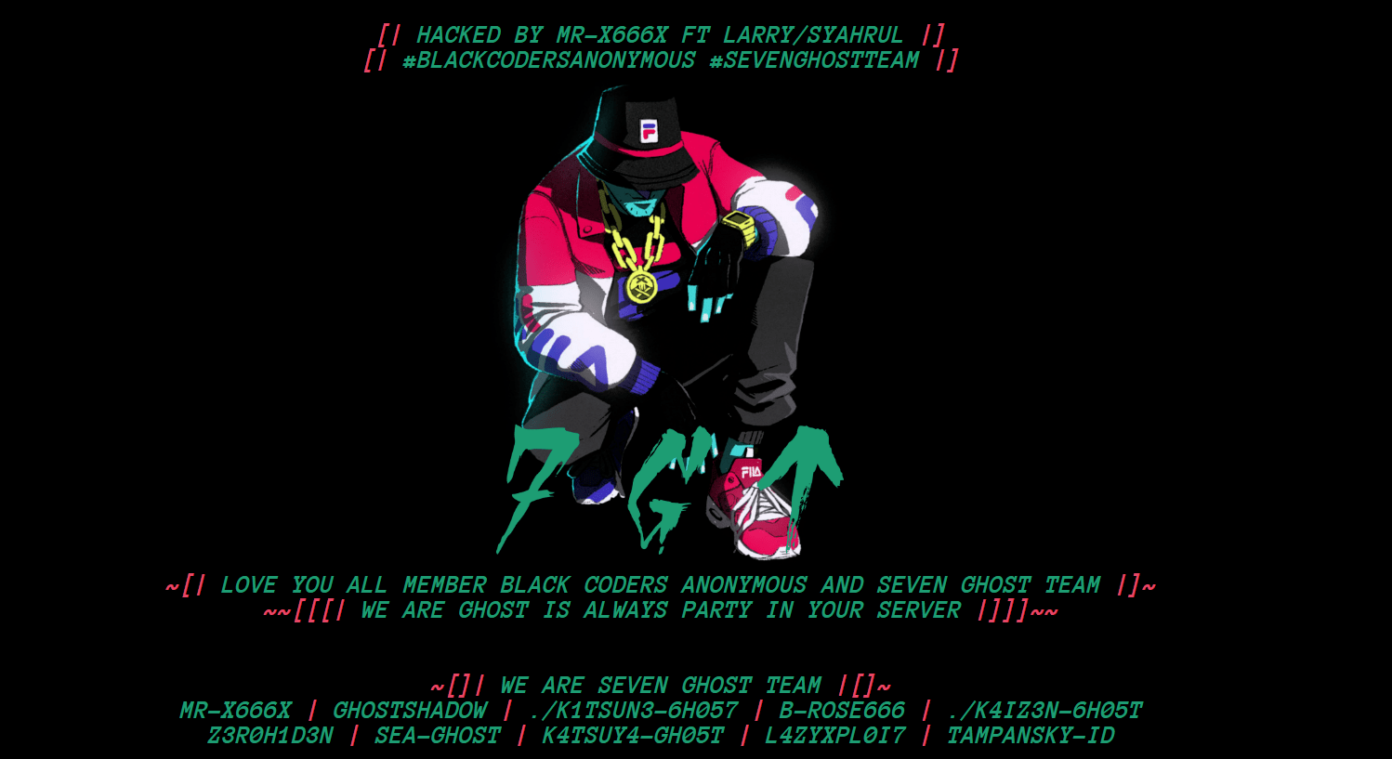 [| HACKED BY MR-X666X FT LARRY/SYAHRUL |]
[| #BLACKCODERSANONYMOUS #SEVENGHOSTTEAM |]
F
FILA
7 G T
~[| LOVE YOU ALL MEMBER BLACK CODERS ANONYMOUS AND SEVEN GHOST TEAM |]~
~~[[[| WE ARE GHOST IS ALWAYS PARTY IN YOUR SERVER |]]]~~
~[]| WE ARE SEVEN GHOST TEAM |[]~
MR-X666X | GHOSTSHADOW | ./K1TSUN3-6H057 | B-ROSE666 | ./K4IZ3N-6H05T
Z3R0H1D3N | SEA-GHOST | K4TSUY4-GH05T | L4ZYXPL0I7 | TAMPANSKY-ID